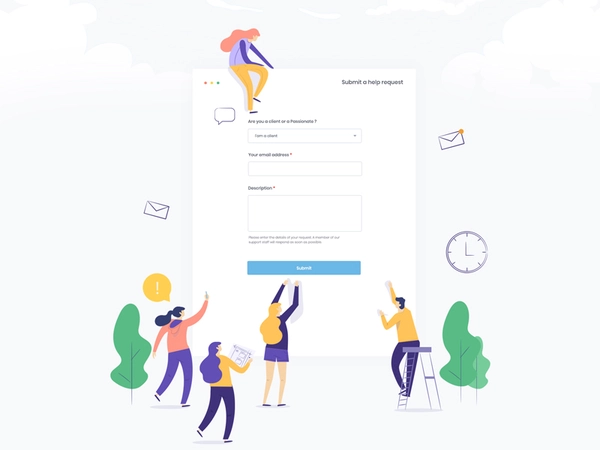 Submit a help request
Are you a client or a Passionate ?
I am a client
Your email address *
Description *
*Please enter the details of your request. A member of our
support staff will respond as soon as possible.
Submit
!